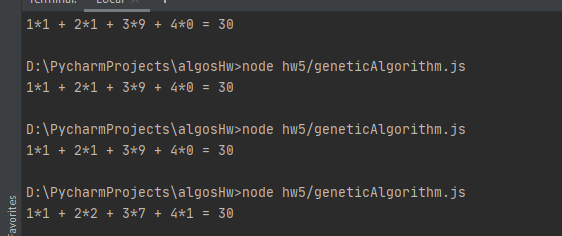 Terminal: Local
1*1 + 2*1 + 3*9 + 4*0 = 30
D:\PycharmProjects\algosHw>node hw5/geneticAlgorithm.js
1*1 + 2*1 + 3*9 + 4*0 = 30
D:\PycharmProjects\algosHw>node hw5/geneticAlgorithm.js
1*1 + 2*1 + 3*9 + 4*0 = 30
D:\PycharmProjects\algosHw>node hw5/geneticAlgorithm.js
1*1 + 2*2 + 3*7 + 4*1 = 30
Favorites